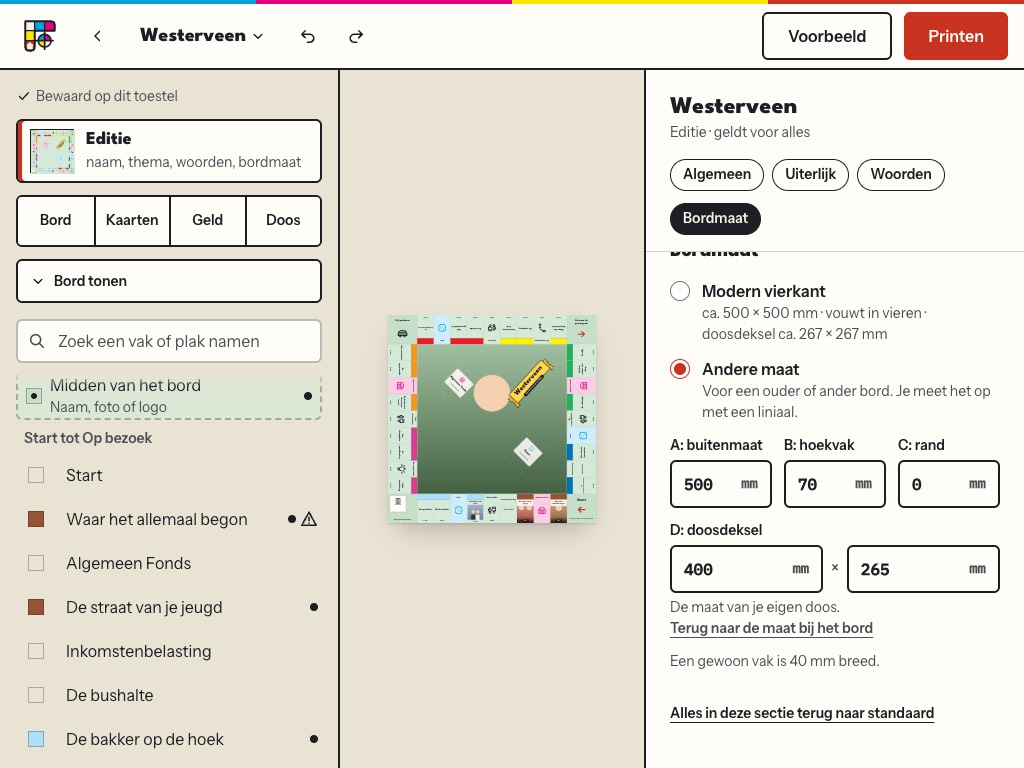 Westerveen
Voorbeeld
Printen
Bewaard op dit toestel
Editie
naam, thema, woorden, bordmaat
Bord
Kaarten
Geld
Doos
Bord tonen
Zoek een vak of plak namen
Midden van het bord
Naam, foto of logo
Start tot Op bezoek
Start
Waar het allemaal begon
Algemeen Fonds
De straat van je jeugd
Inkomstenbelasting
De bushalte
De bakker op de hoek
Westerveen
Westerveen
Editie · geldt voor alles
Algemeen
Uiterlijk
Woorden
Bordmaat
Bordmaat
Modern vierkant
ca. 500 × 500 mm · vouwt in vieren ·
doosdeksel ca. 267 × 267 mm
Andere maat
Voor een ouder of ander bord. Je meet het op
met een liniaal.
A: buitenmaat B: hoekvak C: rand
500 mm 70 mm 0 mm
D: doosdeksel
400 mm × 265 mm
De maat van je eigen doos.
Terug naar de maat bij het bord
Een gewoon vak is 40 mm breed.
Alles in deze sectie terug naar standaard